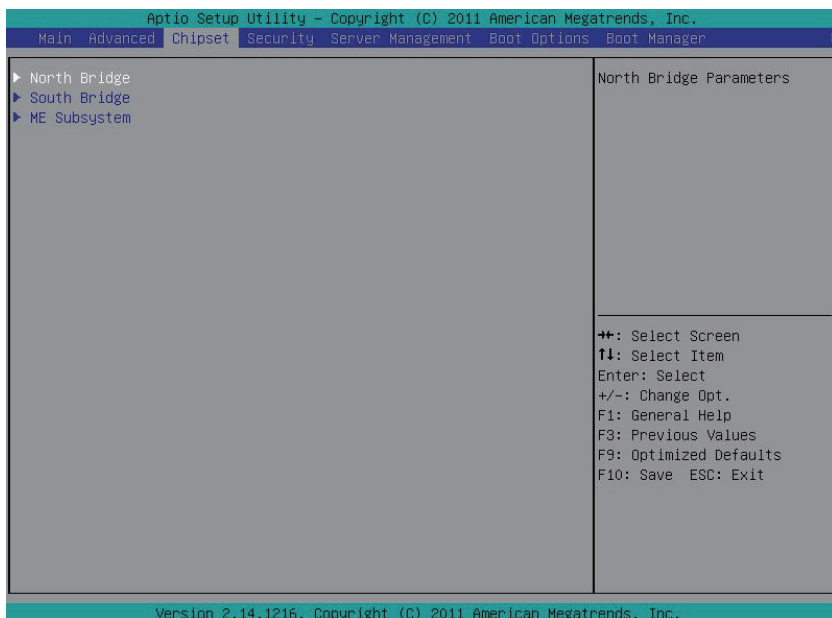 Aptio Setup Utility - Copyright (C) 2011 American Megatrends, Inc.
Main Advanced Chipset Security Server Management Boot Options Boot Manager
▶ North Bridge
▶ South Bridge
▶ ME Subsystem
North Bridge Parameters
→←: Select Screen
↑↓: Select Item
Enter: Select
+/-: Change Opt.
F1: General Help
F3: Previous Values
F9: Optimized Defaults
F10: Save ESC: Exit
Version 2.14.1216. Copyright (C) 2011 American Megatrends, Inc.